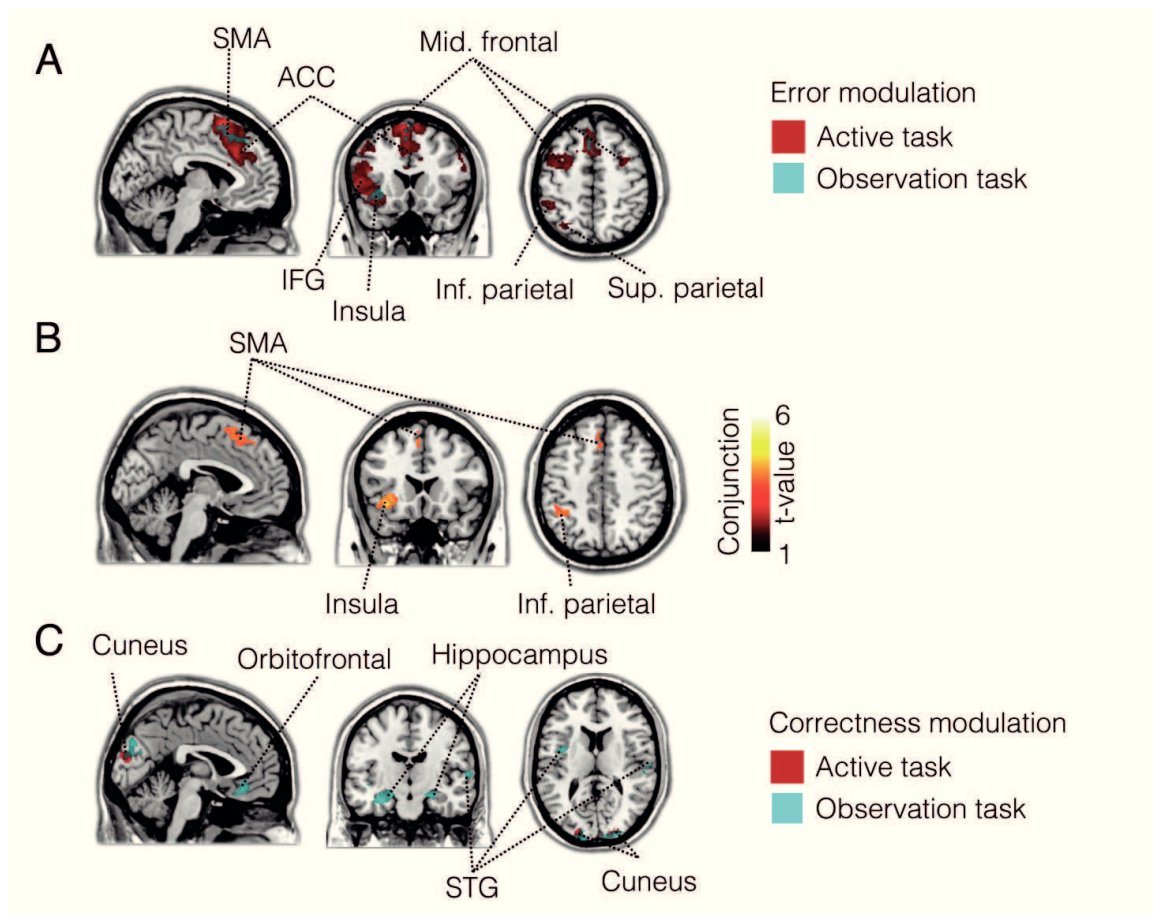 A
SMA
ACC
Mid. frontal
Error modulation
Active task
Observation task
IFG
Insula
Inf. parietal
Sup. parietal
B
SMA
Conjunction
t-value
6
1
Insula
Inf. parietal
C
Cuneus
Orbitofrontal
Hippocampus
Correctness modulation
Active task
Observation task
STG
Cuneus